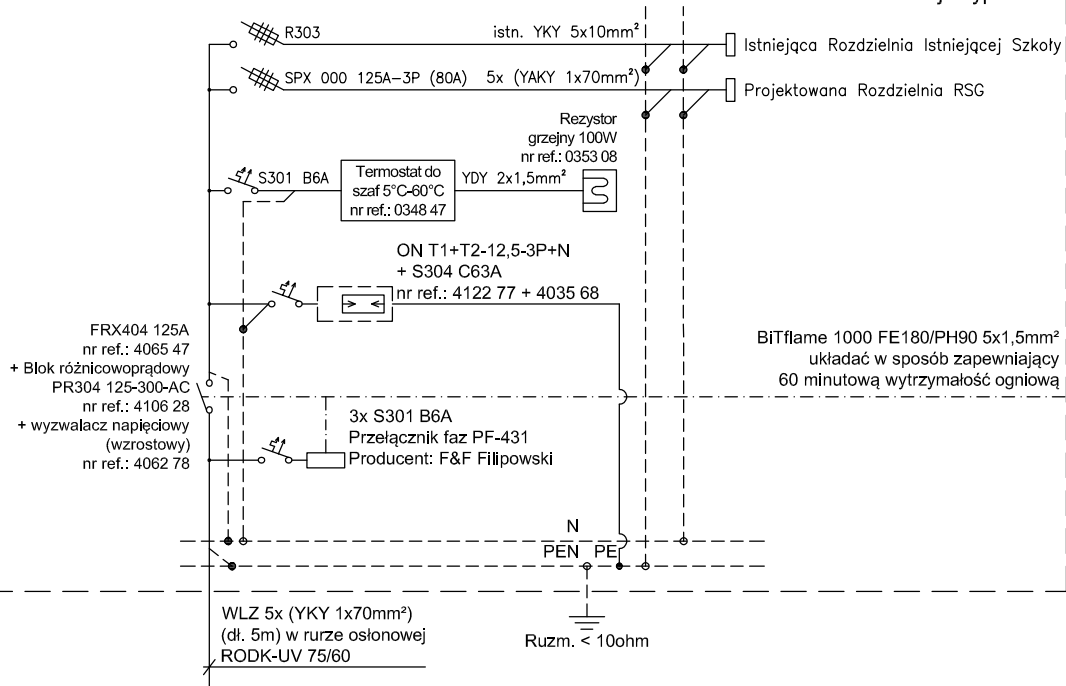 R303
istn. YKY 5x10mm²
Istniejąca Rozdzielnia Istniejącej Szkoły
SPX 000 125A-3P (80A)
5x (YAKY 1x70mm²)
Projektowana Rozdzielnia RSG
Rezystor
grzejny 100W
nr ref.: 0353 08
S301 B6A
Termostat do
szaf 5°C-60°C
nr ref.: 0348 47
YDY 2x1,5mm²
ON T1+T2-12,5-3P+N
+ S304 C63A
nr ref.: 4122 77 + 4035 68
FRX404 125A
nr ref.: 4065 47
+ Blok różnicowoprądowy
PR304 125-300-AC
nr ref.: 4106 28
+ wyzwalacz napięciowy
(wzrostowy)
nr ref.: 4062 78
BiTflame 1000 FE180/PH90 5x1,5mm²
układać w sposób zapewniający
60 minutową wytrzymałość ogniową
3x S301 B6A
Przełącznik faz PF-431
Producent: F&F Filipowski
N
PEN PE
WLZ 5x (YKY 1x70mm²)
(dł. 5m) w rurze osłonowej
RODK-UV 75/60
Ruzm. < 10ohm